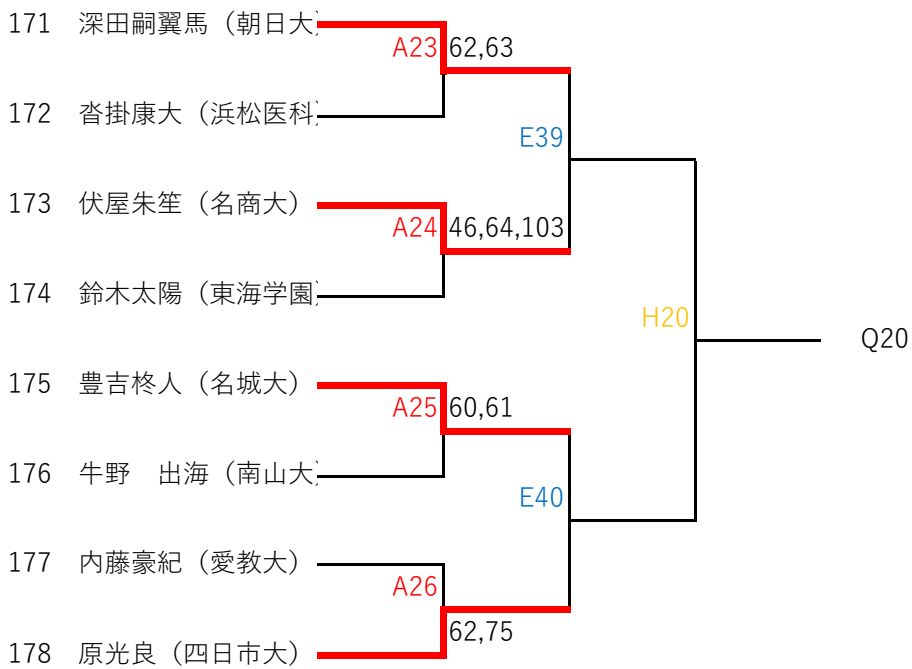 171 深田嗣翼馬（朝日大）
A23 62,63
172 沓掛康大（浜松医科）
E39
173 伏屋朱笙（名商大）
A24 46,64,103
174 鈴木太陽（東海学園）
H20
Q20
175 豊吉柊人（名城大）
A25 60,61
176 牛野　出海（南山大）
E40
177 内藤豪紀（愛教大）
A26
62,75
178 原光良（四日市大）